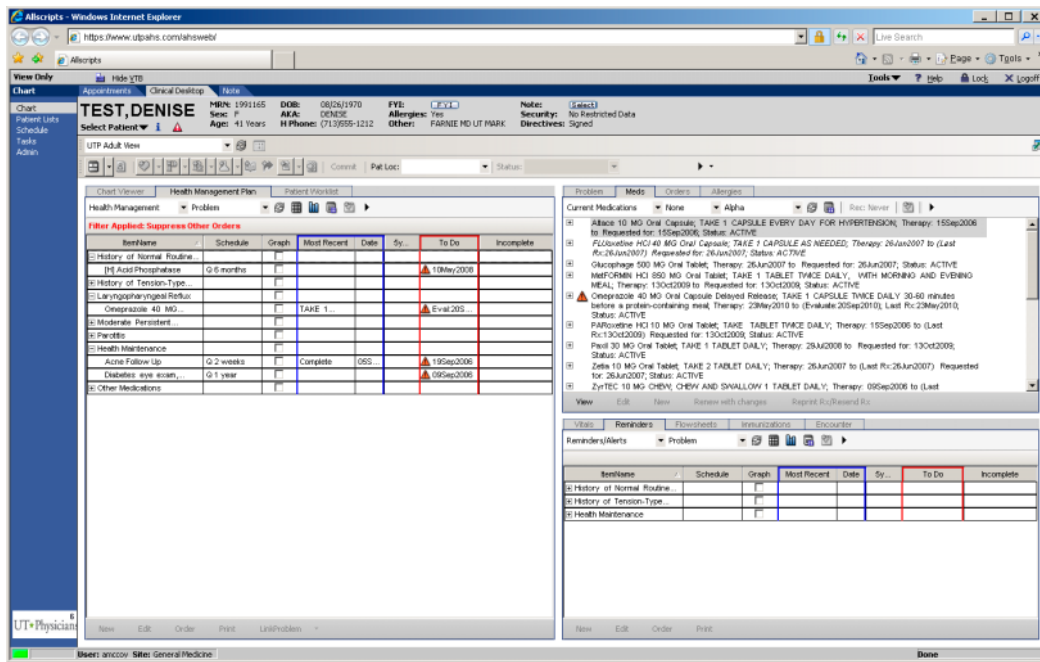 Allscripts - Windows Internet Explorer
https://www.utpahs.com/ahsweb/
Live Search
Allscripts
Page Tools
View Only
Hide VTB
Tools Help Lock Logoff
Chart
Appointments Clinical Desktop Note
Chart
Patient Lists
Schedule
Tasks
Admin
TEST,DENISE
Select Patient
MRN: 1991165 DOB: 08/26/1970 FYI: FYI Note: (Select)
Sex: F AKA: DENISE Allergies: Yes Security: No Restricted Data
Age: 41 Years H Phone: (713)555-1212 Other: FARNIE MD UT MARK Directives: Signed
UTP Adult View
Commit Pat Loc: Status:
Chart Viewer Health Management Plan Patient Worklist
Health Management Problem
Filter Applied: Suppress Other Orders
ItemName Schedule Graph Most Recent Date Sy... To Do Incomplete
History of Normal Routine...
[H] Acid Phosphatase Q 6 months 10May2008
History of Tension-Type...
Laryngopharyngeal Reflux
Omeprazole 40 MG... TAKE 1... Eval:20S...
Moderate Persistent...
Parotitis
Health Maintenance
Acne Follow Up Q 2 weeks Complete 05S... 19Sep2006
Diabetes: eye exam,... Q 1 year 09Sep2006
Other Medications
New Edit Order Print LinkProblem
Problem Meds Orders Allergies
Current Medications None Alpha Rec: Never
Altace 10 MG Oral Capsule; TAKE 1 CAPSULE EVERY DAY FOR HYPERTENSION; Therapy: 15Sep2006
to Requested for: 15Sep2006; Status: ACTIVE
FLUoxetine HCl 40 MG Oral Capsule; TAKE 1 CAPSULE AS NEEDED; Therapy: 26Jan2007 to (Last
Rx:26Jan2007) Requested for: 26Jun2007; Status: ACTIVE
Glucophage 500 MG Oral Tablet; Therapy: 26Jun2007 to Requested for: 26Jun2007; Status: ACTIVE
MetFORMIN HCl 850 MG Oral Tablet; TAKE 1 TABLET TWICE DAILY, WITH MORNING AND EVENING
MEAL; Therapy: 13Oct2009 to Requested for: 13Oct2009; Status: ACTIVE
Omeprazole 40 MG Oral Capsule Delayed Release; TAKE 1 CAPSULE TWICE DAILY 30-60 minutes
before a protein-containing meal; Therapy: 23May2010 to (Evaluate:20Sep2010); Last Rx:23May2010;
Status: ACTIVE
PARoxetine HCl 10 MG Oral Tablet; TAKE TABLET TWICE DAILY; Therapy: 15Sep2006 to (Last
Rx:13Oct2009) Requested for: 13Oct2009; Status: ACTIVE
Paxil 30 MG Oral Tablet; TAKE 1 TABLET DAILY; Therapy: 29Jul2008 to Requested for: 13Oct2009;
Status: ACTIVE
Zetia 10 MG Oral Tablet; TAKE 2 TABLET DAILY; Therapy: 26Jun2007 to (Last Rx:26Jun2007) Requested
for: 26Jun2007; Status: ACTIVE
ZyrTEC 10 MG CHEW; CHEW AND SWALLOW 1 TABLET DAILY; Therapy: 09Sep2006 to (Last
View Edit New Renew with changes Reprint Rx/Resend Rx
Vitals Reminders Flowsheets Immunizations Encounter
Reminders/Alerts Problem
ItemName Schedule Graph Most Recent Date Sy... To Do Incomplete
History of Normal Routine...
History of Tension-Type...
Health Maintenance
New Edit Order Print
UT Physicians
6
User: amccoy Site: General Medicine
Done